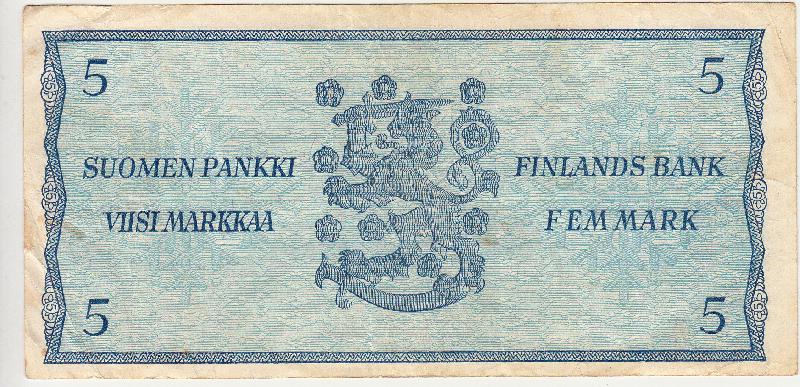 5 5
SUOMEN PANKKI FINLANDS BANK
VIISI MARKKAA FEM MARK
5 5